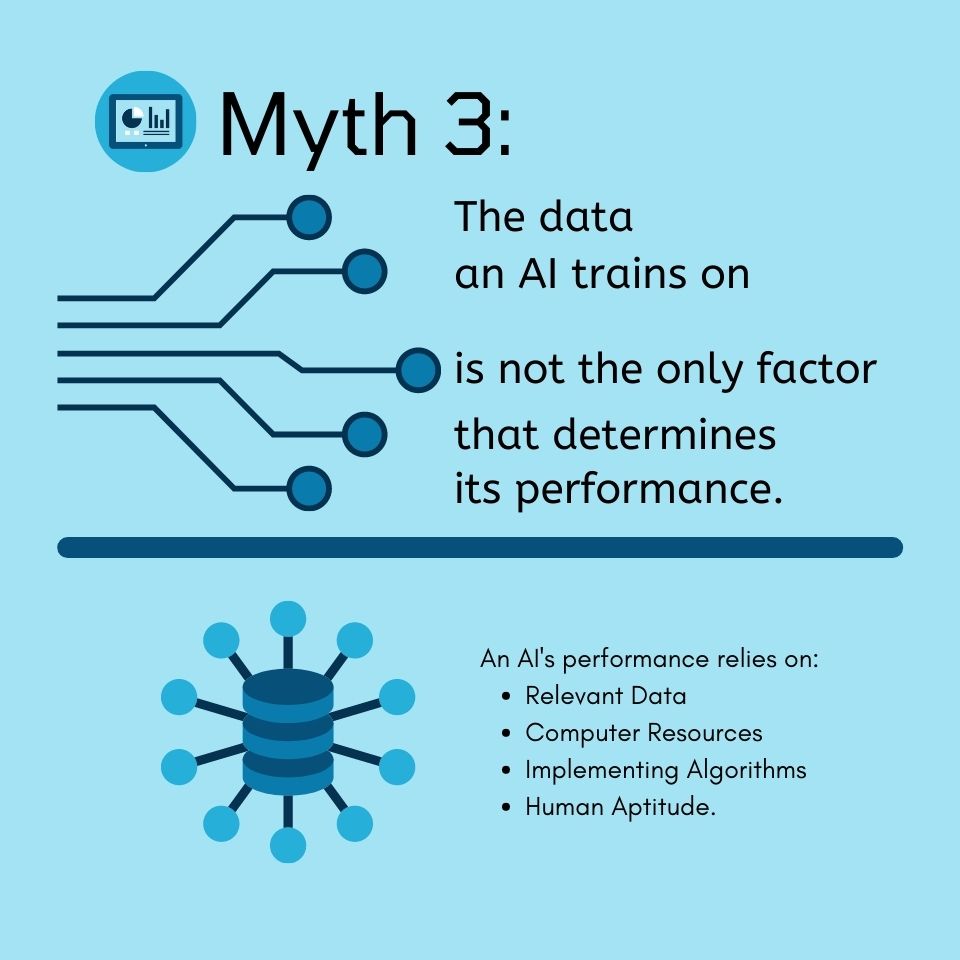 Myth 3:
The data
an AI trains on
is not the only factor
that determines
its performance.
An AI's performance relies on:
• Relevant Data
• Computer Resources
• Implementing Algorithms
• Human Aptitude.